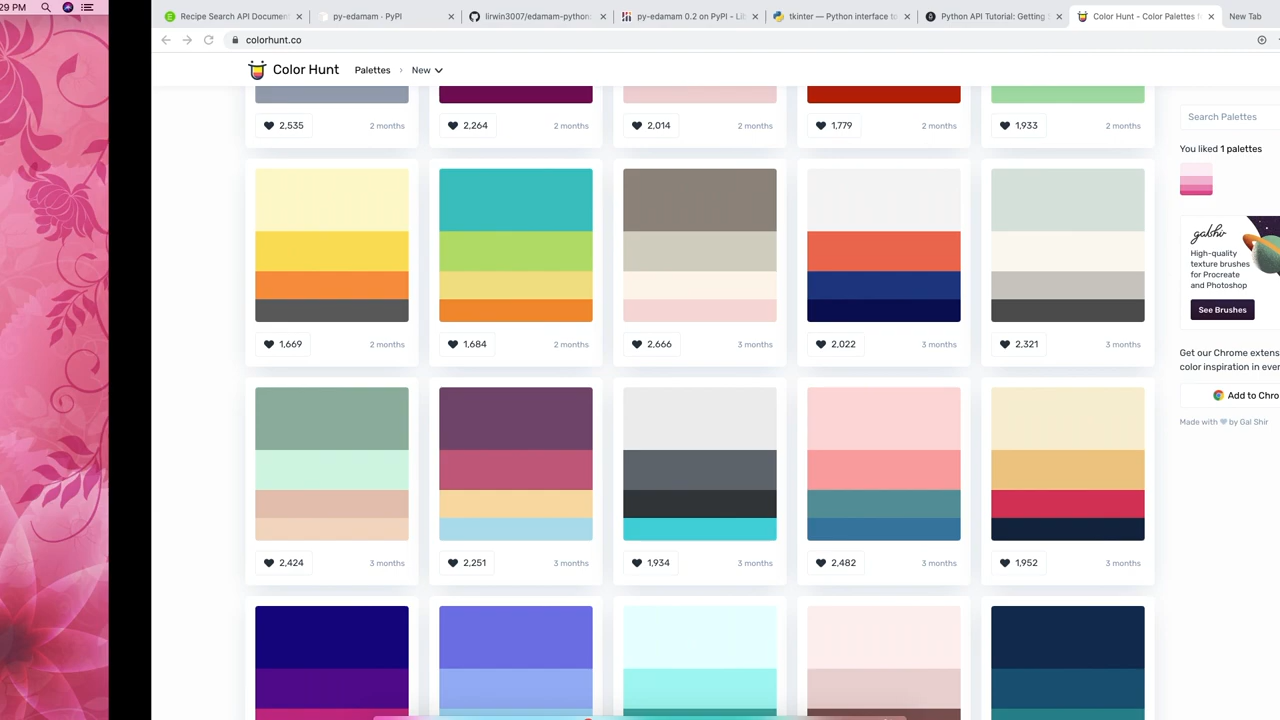 29 PM
Recipe Search API Document
py-edamam · PyPI
lirwin3007/edamam-python
py-edamam 0.2 on PyPI - Lib
tkinter — Python interface to
Python API Tutorial: Getting
Color Hunt - Color Palettes f
New Tab
colorhunt.co
Color Hunt
Palettes › New
2,535 2 months
2,264 2 months
2,014 2 months
1,779 2 months
1,933 2 months
Search Palettes
You liked 1 palettes
1,669 2 months
1,684 2 months
2,666 3 months
2,022 3 months
2,321 3 months
galshir
High-quality
texture brushes
for Procreate
and Photoshop
See Brushes
Get our Chrome extens
color inspiration in ever
Add to Chro
Made with by Gal Shir
2,424 3 months
2,251 3 months
1,934 3 months
2,482 3 months
1,952 3 months